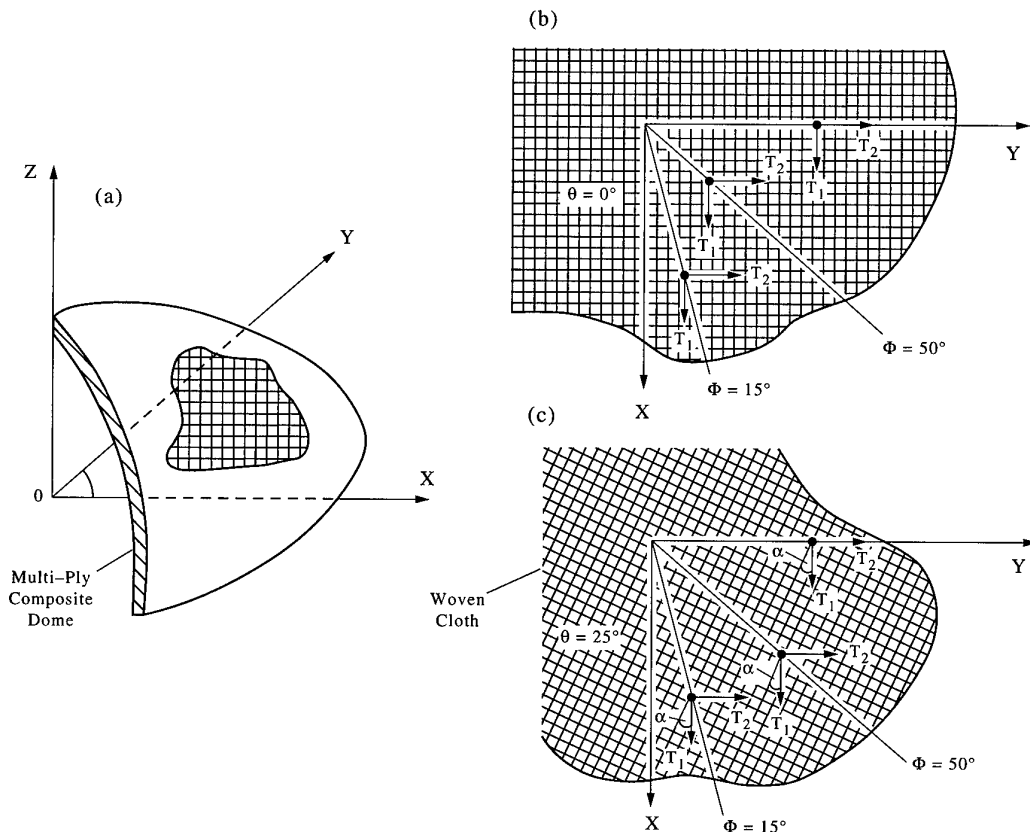 (a)
Z
Y
X
0
Multi–Ply
Composite
Dome
(b)
Y
T2
T1
T2
θ = 0°
T1
T2
T1
Φ = 50°
Φ = 15°
X
(c)
α
T2
Y
Woven
Cloth
T1
θ = 25°
T2
α
T2
T1
α
T1
Φ = 50°
X
Φ = 15°